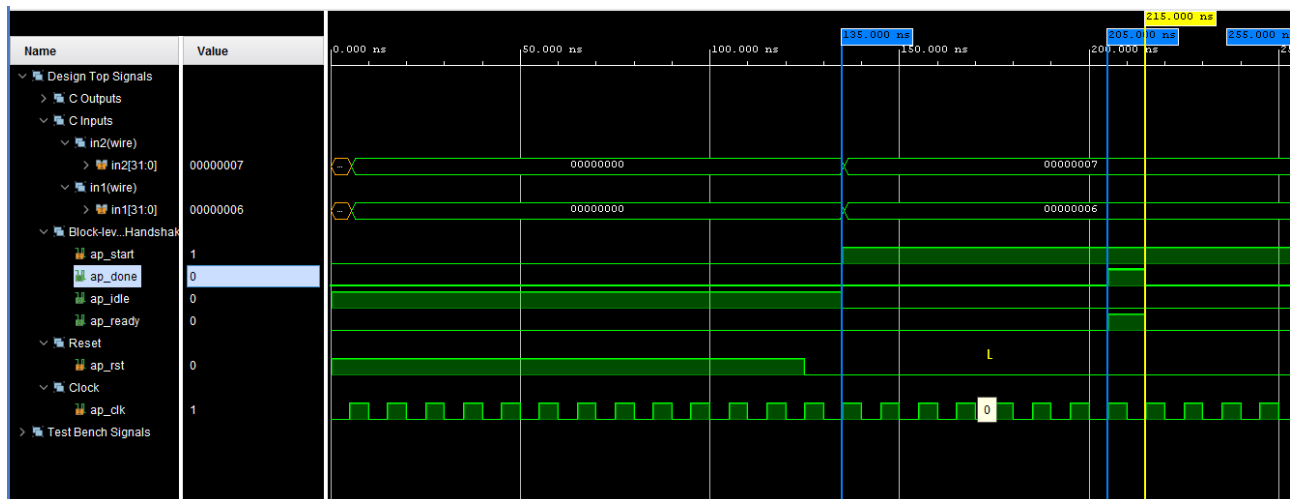 215.000 ns
135.000 ns 205.000 ns 255.000 n
Name Value
0.000 ns 50.000 ns 100.000 ns 150.000 ns 200.000 ns
Design Top Signals
C Outputs
C Inputs
in2(wire)
in2[31:0] 00000007 ... 00000000 00000007
in1(wire)
in1[31:0] 00000006 ... 00000000 00000006
Block-lev...Handshak
ap_start 1
ap_done 0
ap_idle 0
ap_ready 0
Reset
ap_rst 0
L
Clock
ap_clk 1
0
Test Bench Signals